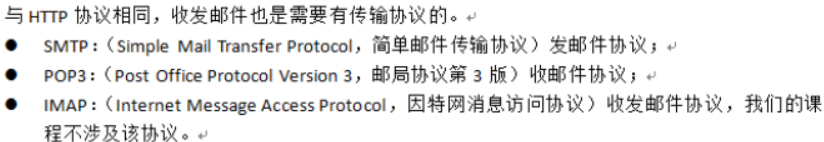 与 HTTP 协议相同，收发邮件也是需要有传输协议的。
● SMTP：（Simple Mail Transfer Protocol，简单邮件传输协议）发邮件协议；
● POP3：（Post Office Protocol Version 3，邮局协议第 3 版）收邮件协议；
● IMAP：（Internet Message Access Protocol，因特网消息访问协议）收发邮件协议，我们的课
程不涉及该协议。